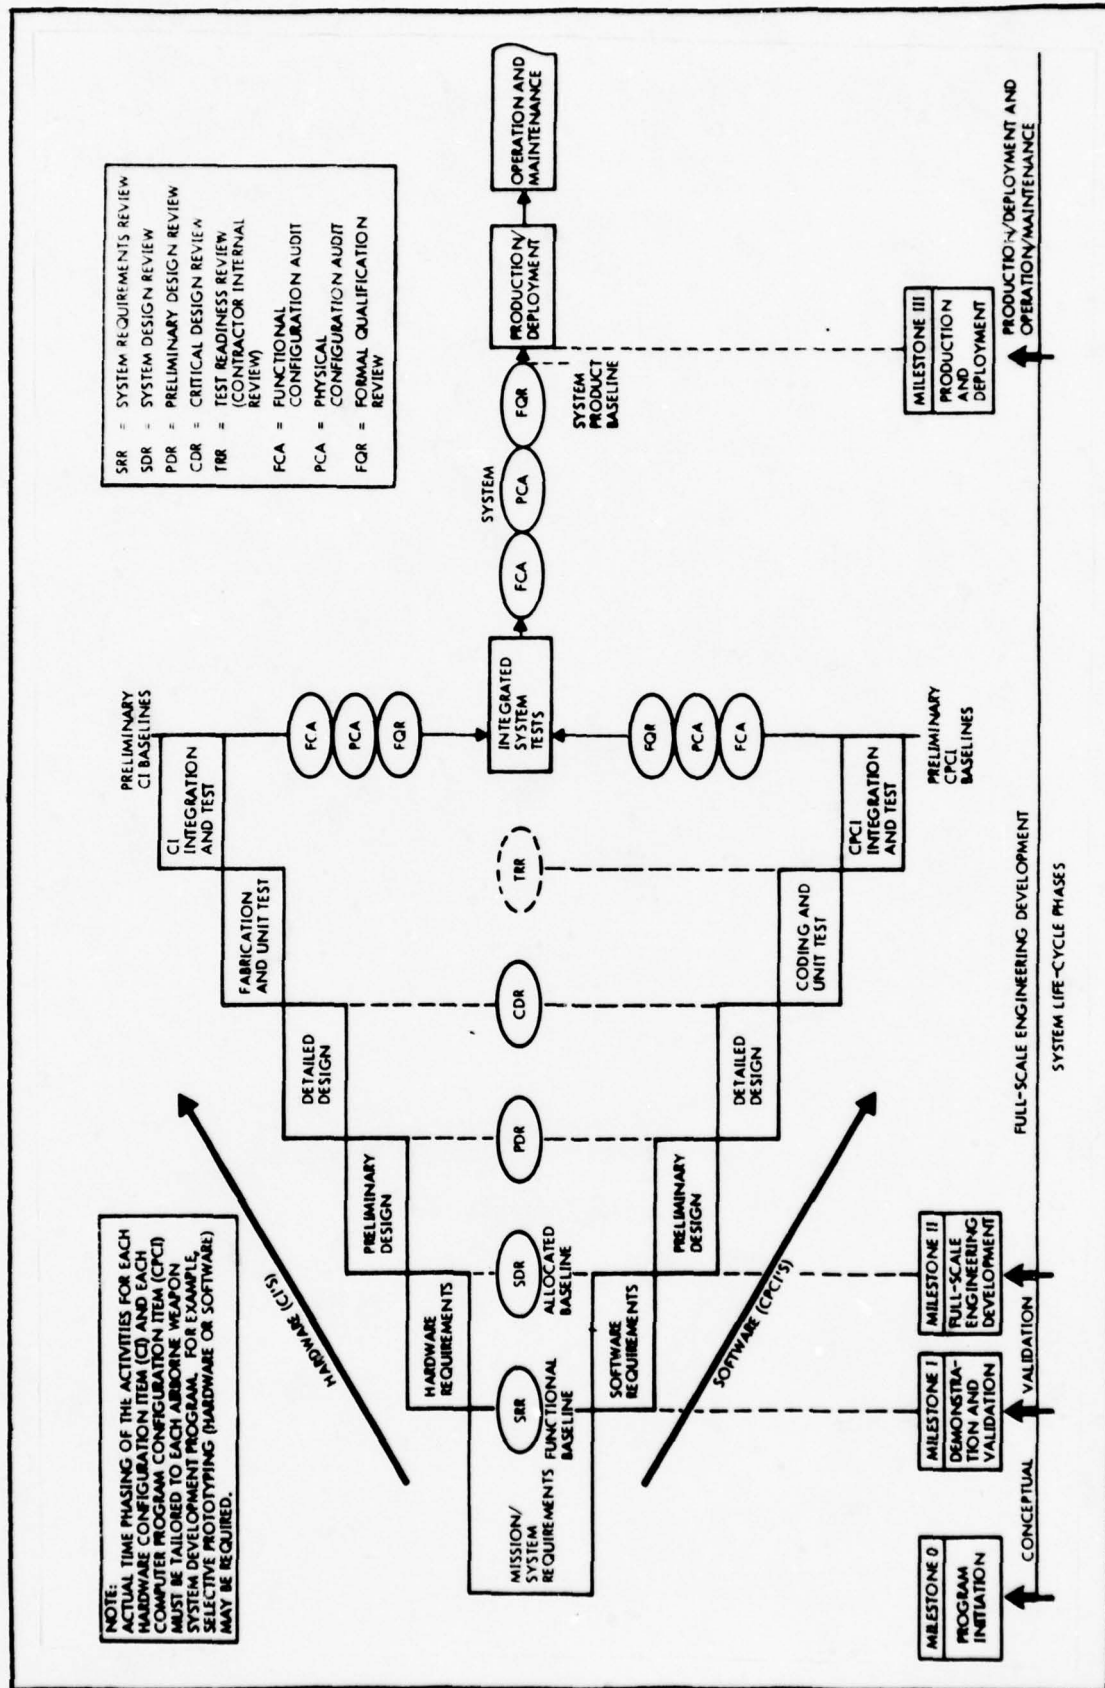 NOTE:
ACTUAL TIME PHASING OF THE ACTIVITIES FOR EACH
HARDWARE CONFIGURATION ITEM (CI) AND EACH
COMPUTER PROGRAM CONFIGURATION ITEM (CPCI)
MUST BE TAILORED TO EACH AIRBORNE WEAPON
SYSTEM DEVELOPMENT PROGRAM. FOR EXAMPLE,
SELECTIVE PROTOTYPING (HARDWARE OR SOFTWARE)
MAY BE REQUIRED.
SRR = SYSTEM REQUIREMENTS REVIEW
SDR = SYSTEM DESIGN REVIEW
PDR = PRELIMINARY DESIGN REVIEW
CDR = CRITICAL DESIGN REVIEW
TRR = TEST READINESS REVIEW
(CONTRACTOR INTERNAL
REVIEW)
FCA = FUNCTIONAL
CONFIGURATION AUDIT
PCA = PHYSICAL
CONFIGURATION AUDIT
FQR = FORMAL QUALIFICATION
REVIEW
HARDWARE (CI'S)
PRELIMINARY
CI BASELINES
CI
INTEGRATION
AND TEST
FABRICATION
AND UNIT TEST
DETAILED
DESIGN
PRELIMINARY
DESIGN
HARDWARE
REQUIREMENTS
FCA
PCA
FQR
MISSION/
SYSTEM
REQUIREMENTS
SRR
FUNCTIONAL
BASELINE
SDR
ALLOCATED
BASELINE
PDR
CDR
TRR
INTEGRATED
SYSTEM
TESTS
SYSTEM
FCA
PCA
FQR
SYSTEM
PRODUCT
BASELINE
PRODUCTION/
DEPLOYMENT
OPERATION AND
MAINTENANCE
SOFTWARE
REQUIREMENTS
PRELIMINARY
DESIGN
DETAILED
DESIGN
CODING AND
UNIT TEST
CPCI
INTEGRATION
AND TEST
FQR
PCA
FCA
PRELIMINARY
CPCI
BASELINES
SOFTWARE (CPCI'S)
MILESTONE 0
PROGRAM
INITIATION
MILESTONE I
DEMONSTRA-
TION AND
VALIDATION
MILESTONE II
FULL-SCALE
ENGINEERING
DEVELOPMENT
MILESTONE III
PRODUCTION
AND
DEPLOYMENT
CONCEPTUAL
VALIDATION
FULL-SCALE ENGINEERING DEVELOPMENT
PRODUCTION/DEPLOYMENT AND
OPERATION/MAINTENANCE
SYSTEM LIFE-CYCLE PHASES